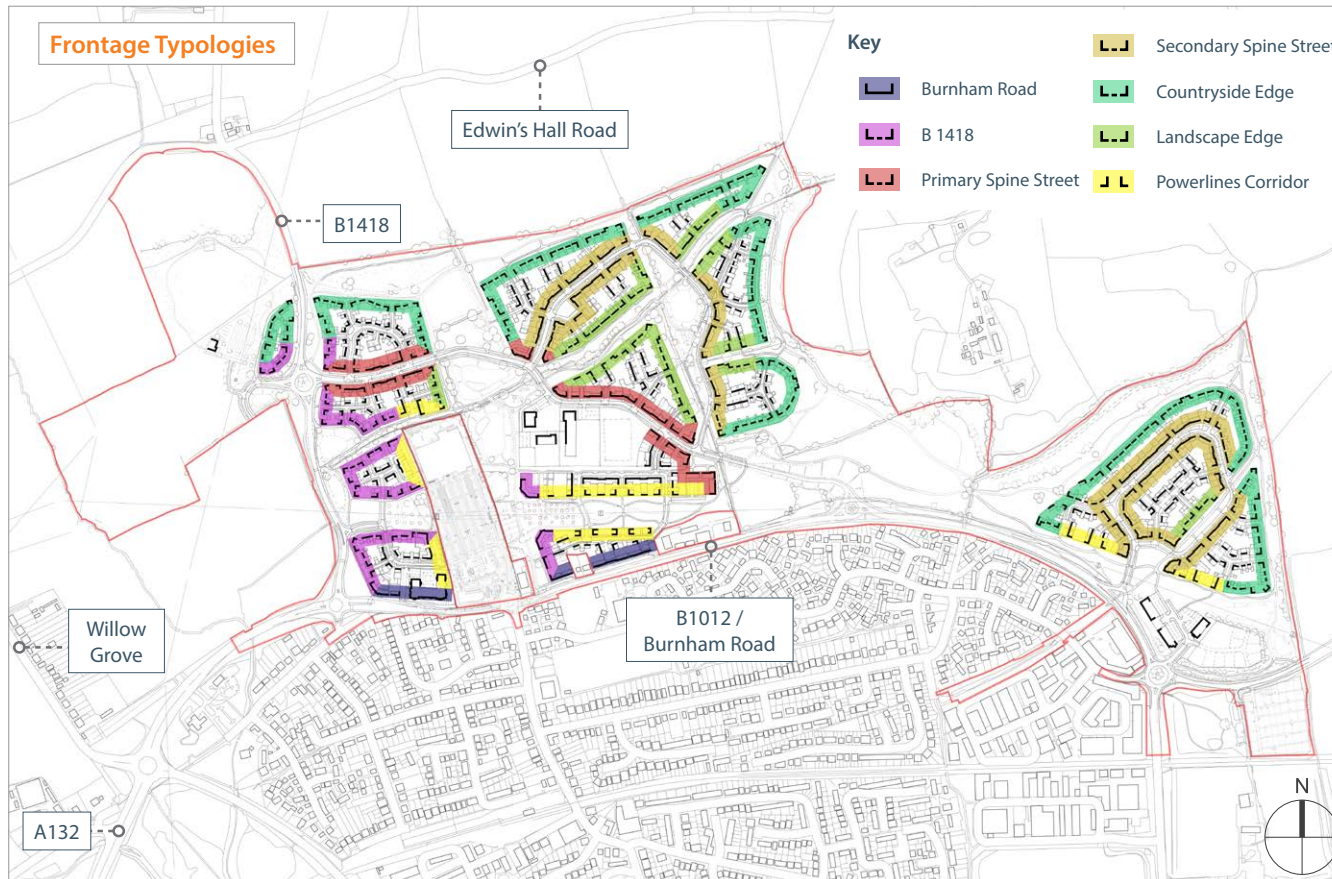 Frontage Typologies
Key
Burnham Road
B 1418
Primary Spine Street
Secondary Spine Street
Countryside Edge
Landscape Edge
Powerlines Corridor
Edwin's Hall Road
B1418
B1012 /
Burnham Road
Willow
Grove
A132
N